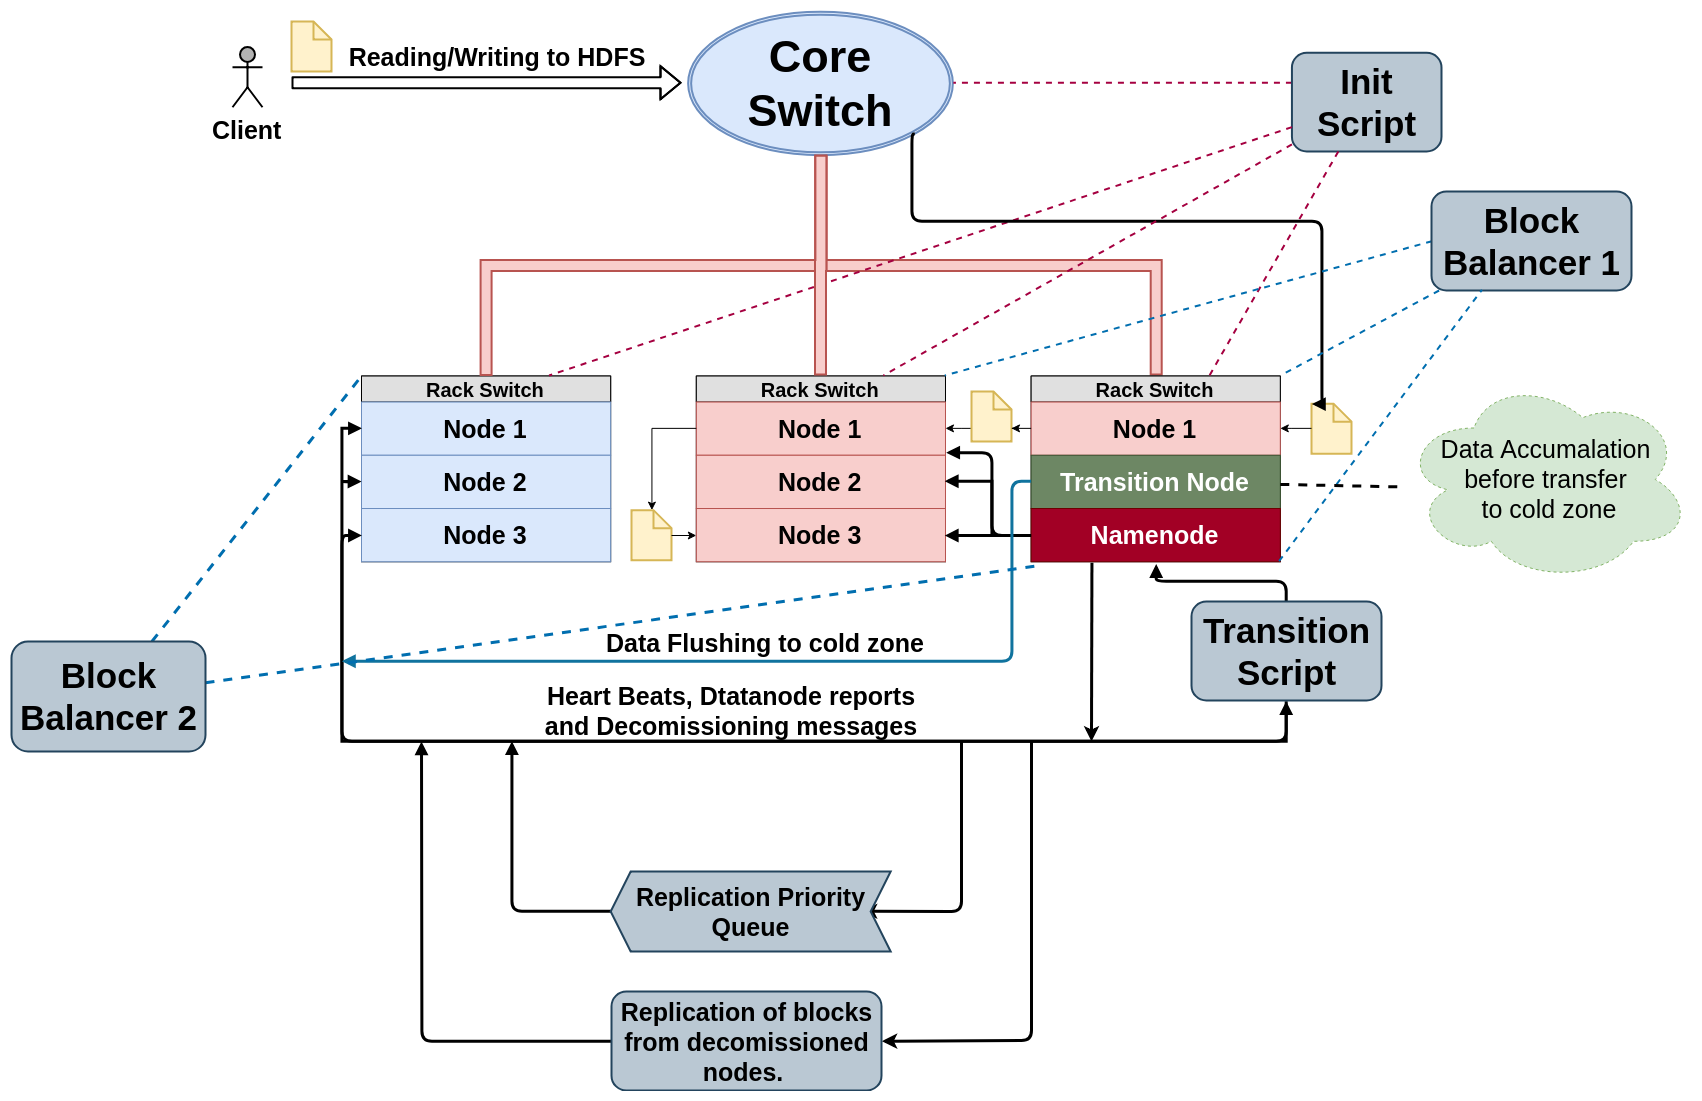 Reading/Writing to HDFS
Client
Core
Switch
Init
Script
Block
Balancer 1
Rack Switch
Node 1
Node 2
Node 3
Rack Switch
Node 1
Node 2
Node 3
Rack Switch
Node 1
Transition Node
Namenode
Data Accumalation
before transfer
to cold zone
Transition
Script
Block
Balancer 2
Data Flushing to cold zone
Heart Beats, Dtatanode reports
and Decomissioning messages
Replication Priority
Queue
Replication of blocks
from decomissioned
nodes.